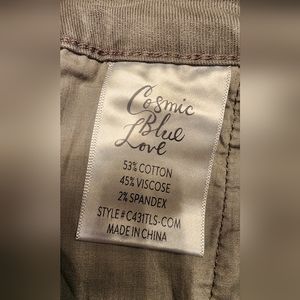 Cosmic
Blue
Love
53% COTTON
45% VISCOSE
2% SPANDEX
STYLE#C431TLS-COM
MADE IN CHINA